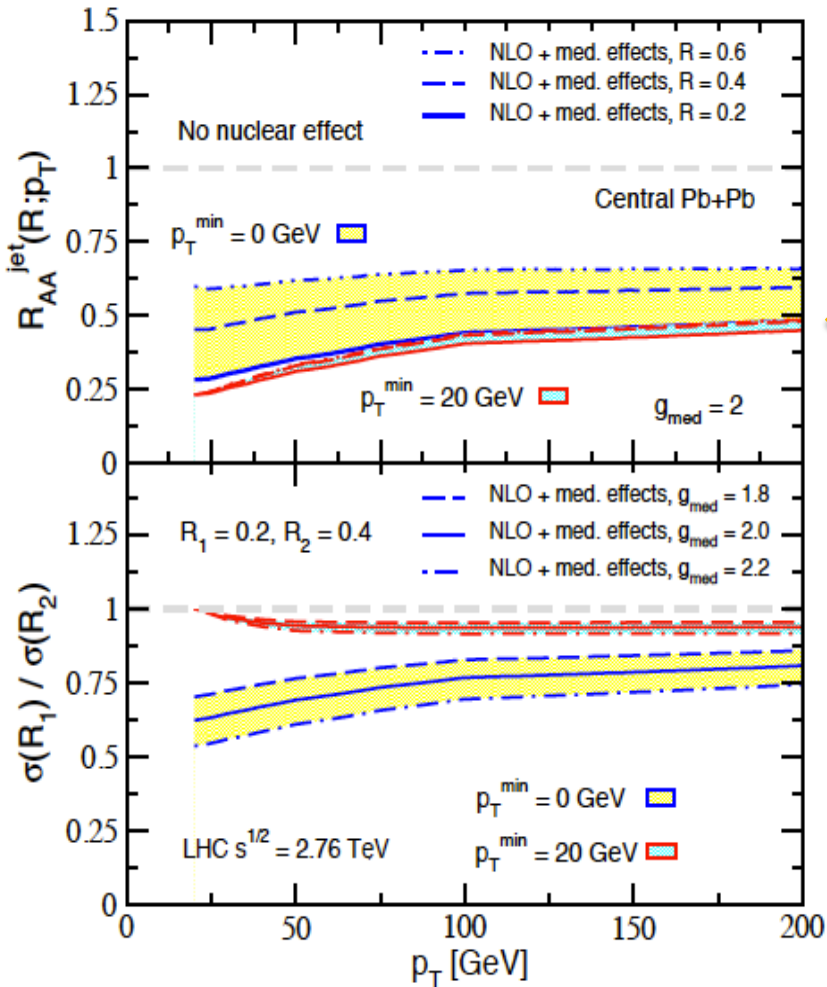 1.5
NLO + med. effects, R = 0.6
NLO + med. effects, R = 0.4
1.25
NLO + med. effects, R = 0.2
No nuclear effect
1
Central Pb+Pb
R_AA^jet(R;p_T)
p_T^min = 0 GeV
0.75
0.5
p_T^min = 20 GeV
g_med = 2
0.25
0
NLO + med. effects, g_med = 1.8
R_1 = 0.2, R_2 = 0.4
NLO + med. effects, g_med = 2.0
1.25
NLO + med. effects, g_med = 2.2
1
σ(R_1) / σ(R_2)
0.75
0.5
p_T^min = 0 GeV
0.25
LHC s^1/2 = 2.76 TeV
p_T^min = 20 GeV
0
0 50 100 150 200
p_T [GeV]